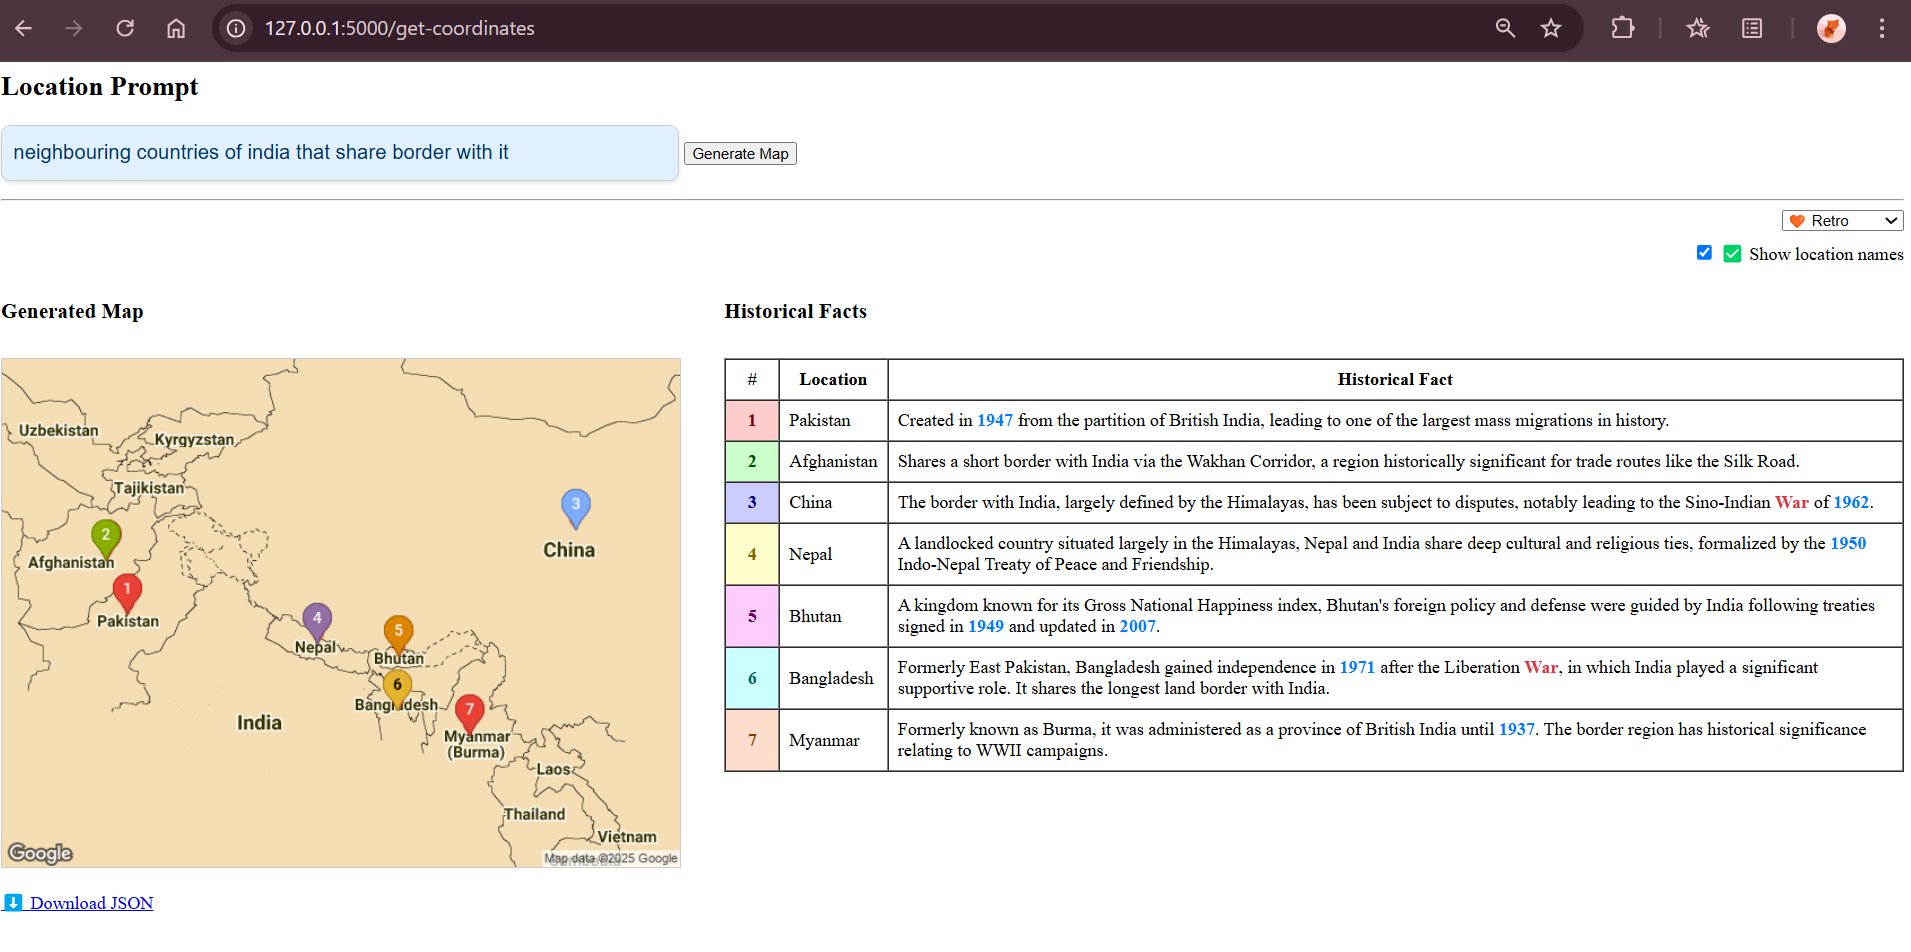 127.0.0.1:5000/get-coordinates
Location Prompt
neighbouring countries of india that share border with it
Generate Map
Retro
Show location names
Generated Map
Uzbekistan
Kyrgyzstan
Tajikistan
2
Afghanistan
1
Pakistan
3
China
4
Nepal
5
Bhutan
6
Bangladesh
India
7
Myanmar
(Burma)
Laos
Thailand
Vietnam
Google
Map data ©2025 Google
Download JSON
Historical Facts
# Location Historical Fact
1 Pakistan Created in 1947 from the partition of British India, leading to one of the largest mass migrations in history.
2 Afghanistan Shares a short border with India via the Wakhan Corridor, a region historically significant for trade routes like the Silk Road.
3 China The border with India, largely defined by the Himalayas, has been subject to disputes, notably leading to the Sino-Indian War of 1962.
4 Nepal A landlocked country situated largely in the Himalayas, Nepal and India share deep cultural and religious ties, formalized by the 1950
Indo-Nepal Treaty of Peace and Friendship.
5 Bhutan A kingdom known for its Gross National Happiness index, Bhutan's foreign policy and defense were guided by India following treaties
signed in 1949 and updated in 2007.
6 Bangladesh Formerly East Pakistan, Bangladesh gained independence in 1971 after the Liberation War, in which India played a significant
supportive role. It shares the longest land border with India.
7 Myanmar Formerly known as Burma, it was administered as a province of British India until 1937. The border region has historical significance
relating to WWII campaigns.